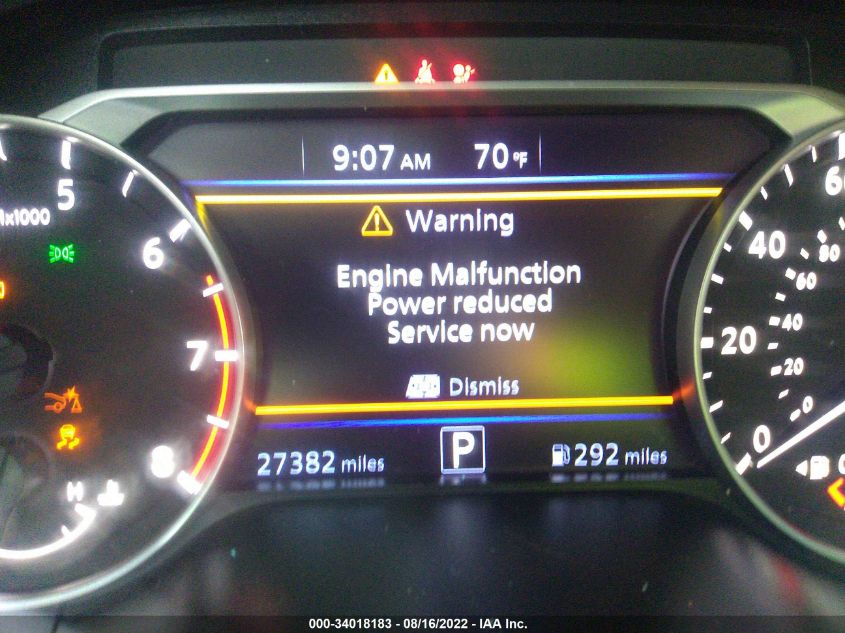 9:07 AM 70°F
5
x1000
60
Warning
6
40
80
Engine Malfunction
60
Power reduced
Service now
40
7
20
20
Dismiss
0
8
27382 miles
P
292 miles
0
H
000-34018183 - 08/16/2022 - IAA Inc.